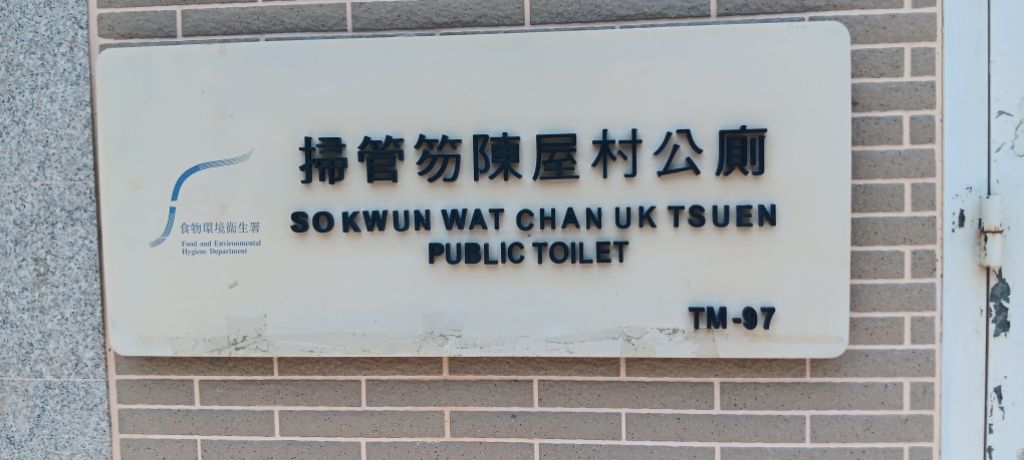 掃管笏陳屋村公廁
SO KWUN WAT CHAN UK TSUEN
PUBLIC TOILET
食物環境衞生署
Food and Environmental
Hygiene Department
TM-97